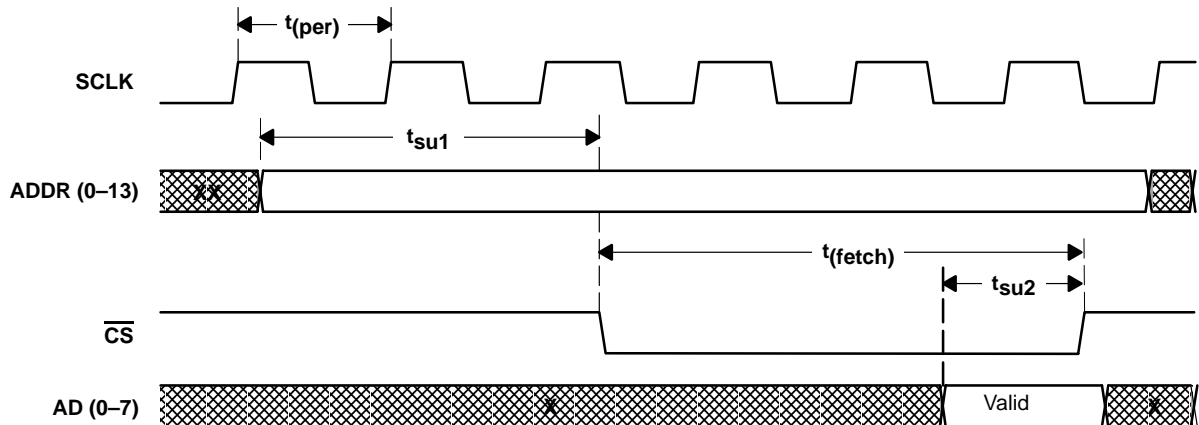 t(per)
SCLK
tsu1
ADDR (0–13)
XX
t(fetch)
tsu2
CS
AD (0–7)
X
Valid
X